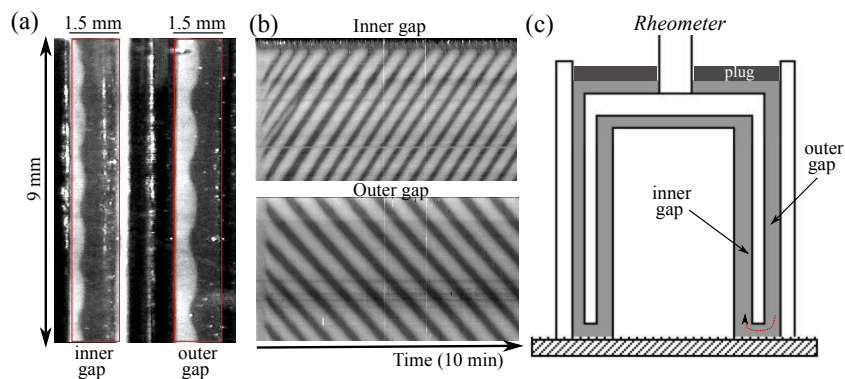 (a)
1.5 mm
1.5 mm
9 mm
inner
gap
outer
gap
(b)
Inner gap
Outer gap
Time (10 min)
(c)
Rheometer
plug
outer
gap
inner
gap